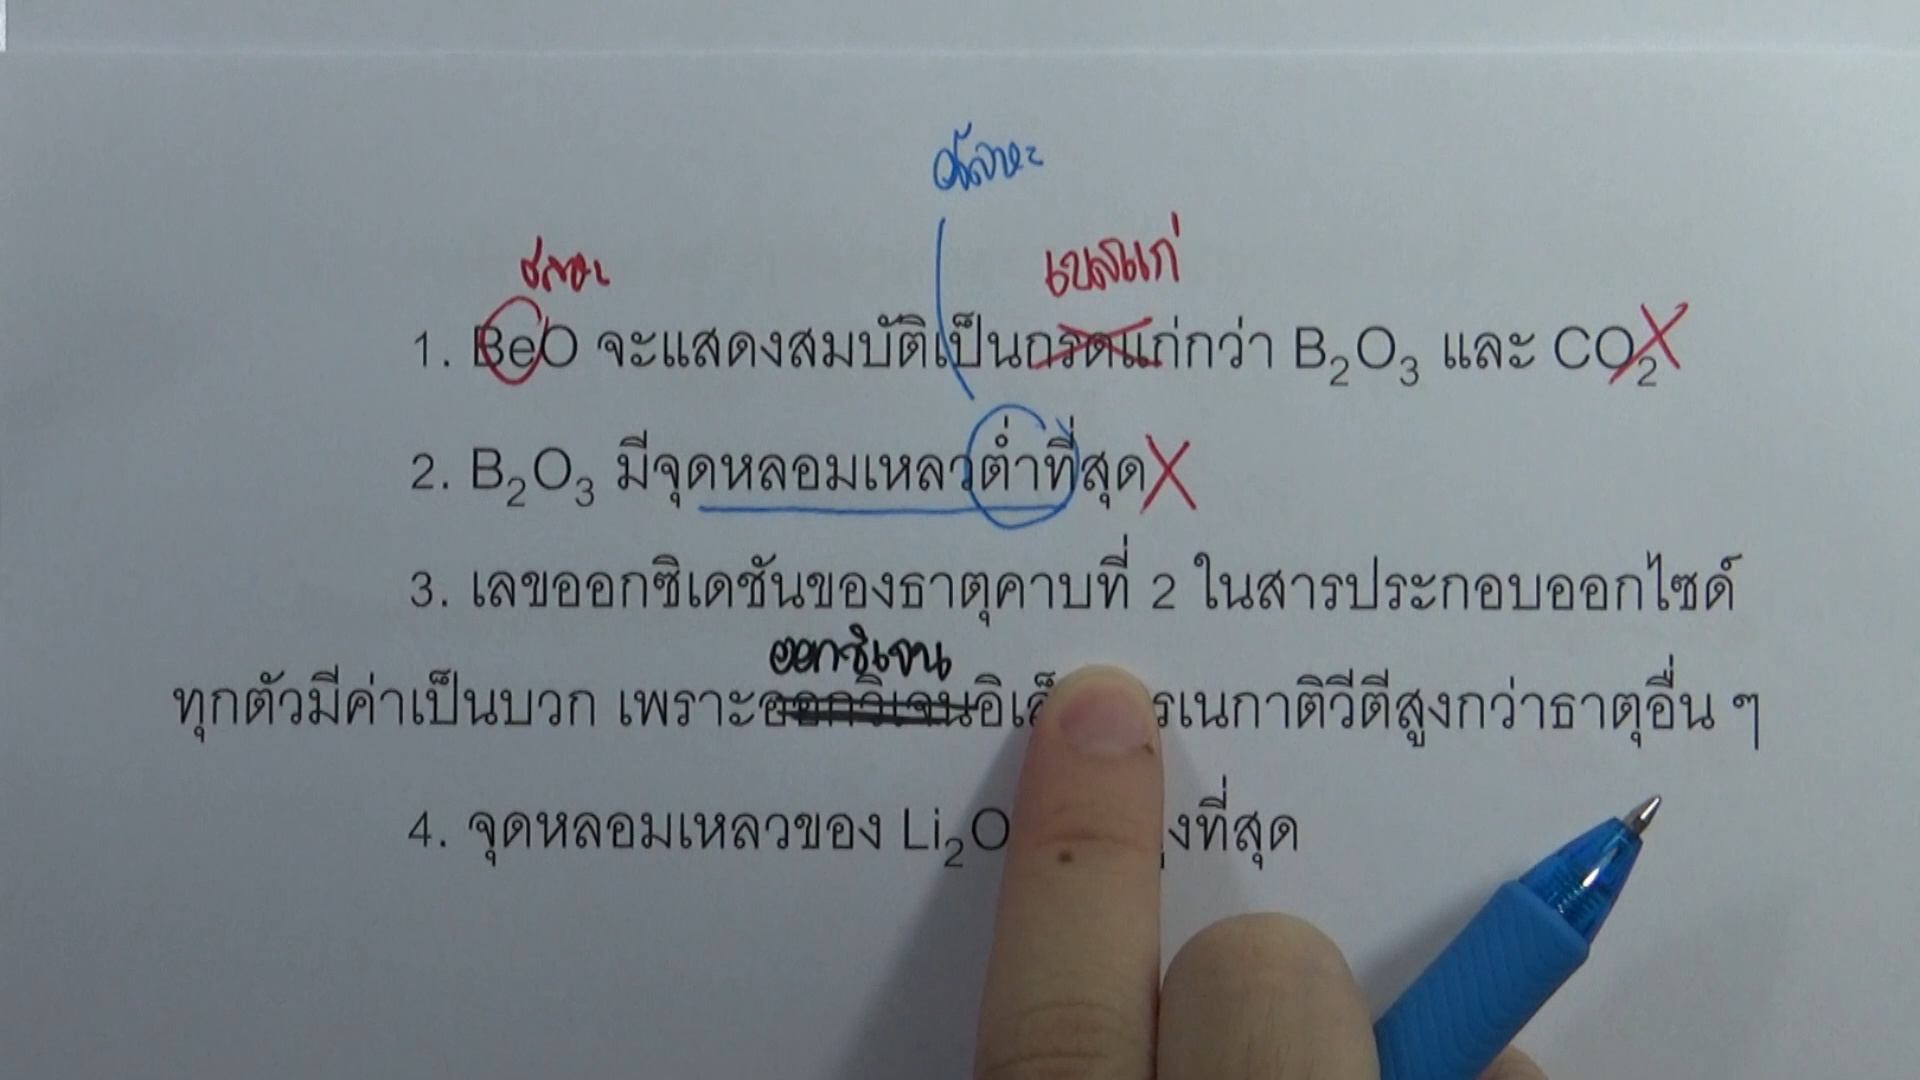 อโลหะ
โลหะ เบสแก่
1. BeO จะแสดงสมบัติเป็นกรดแก่กว่า B2O3 และ CO2
2. B2O3 มีจุดหลอมเหลวต่ำที่สุด
3. เลขออกซิเดชันของธาตุคาบที่ 2 ในสารประกอบออกไซด์
ออกซิเจน
ทุกตัวมีค่าเป็นบวก เพราะออกวิเจนอิเล็ รเนกาติวีตีสูงกว่าธาตุอื่น ๆ
4. จุดหลอมเหลวของ Li2O ที่สุด